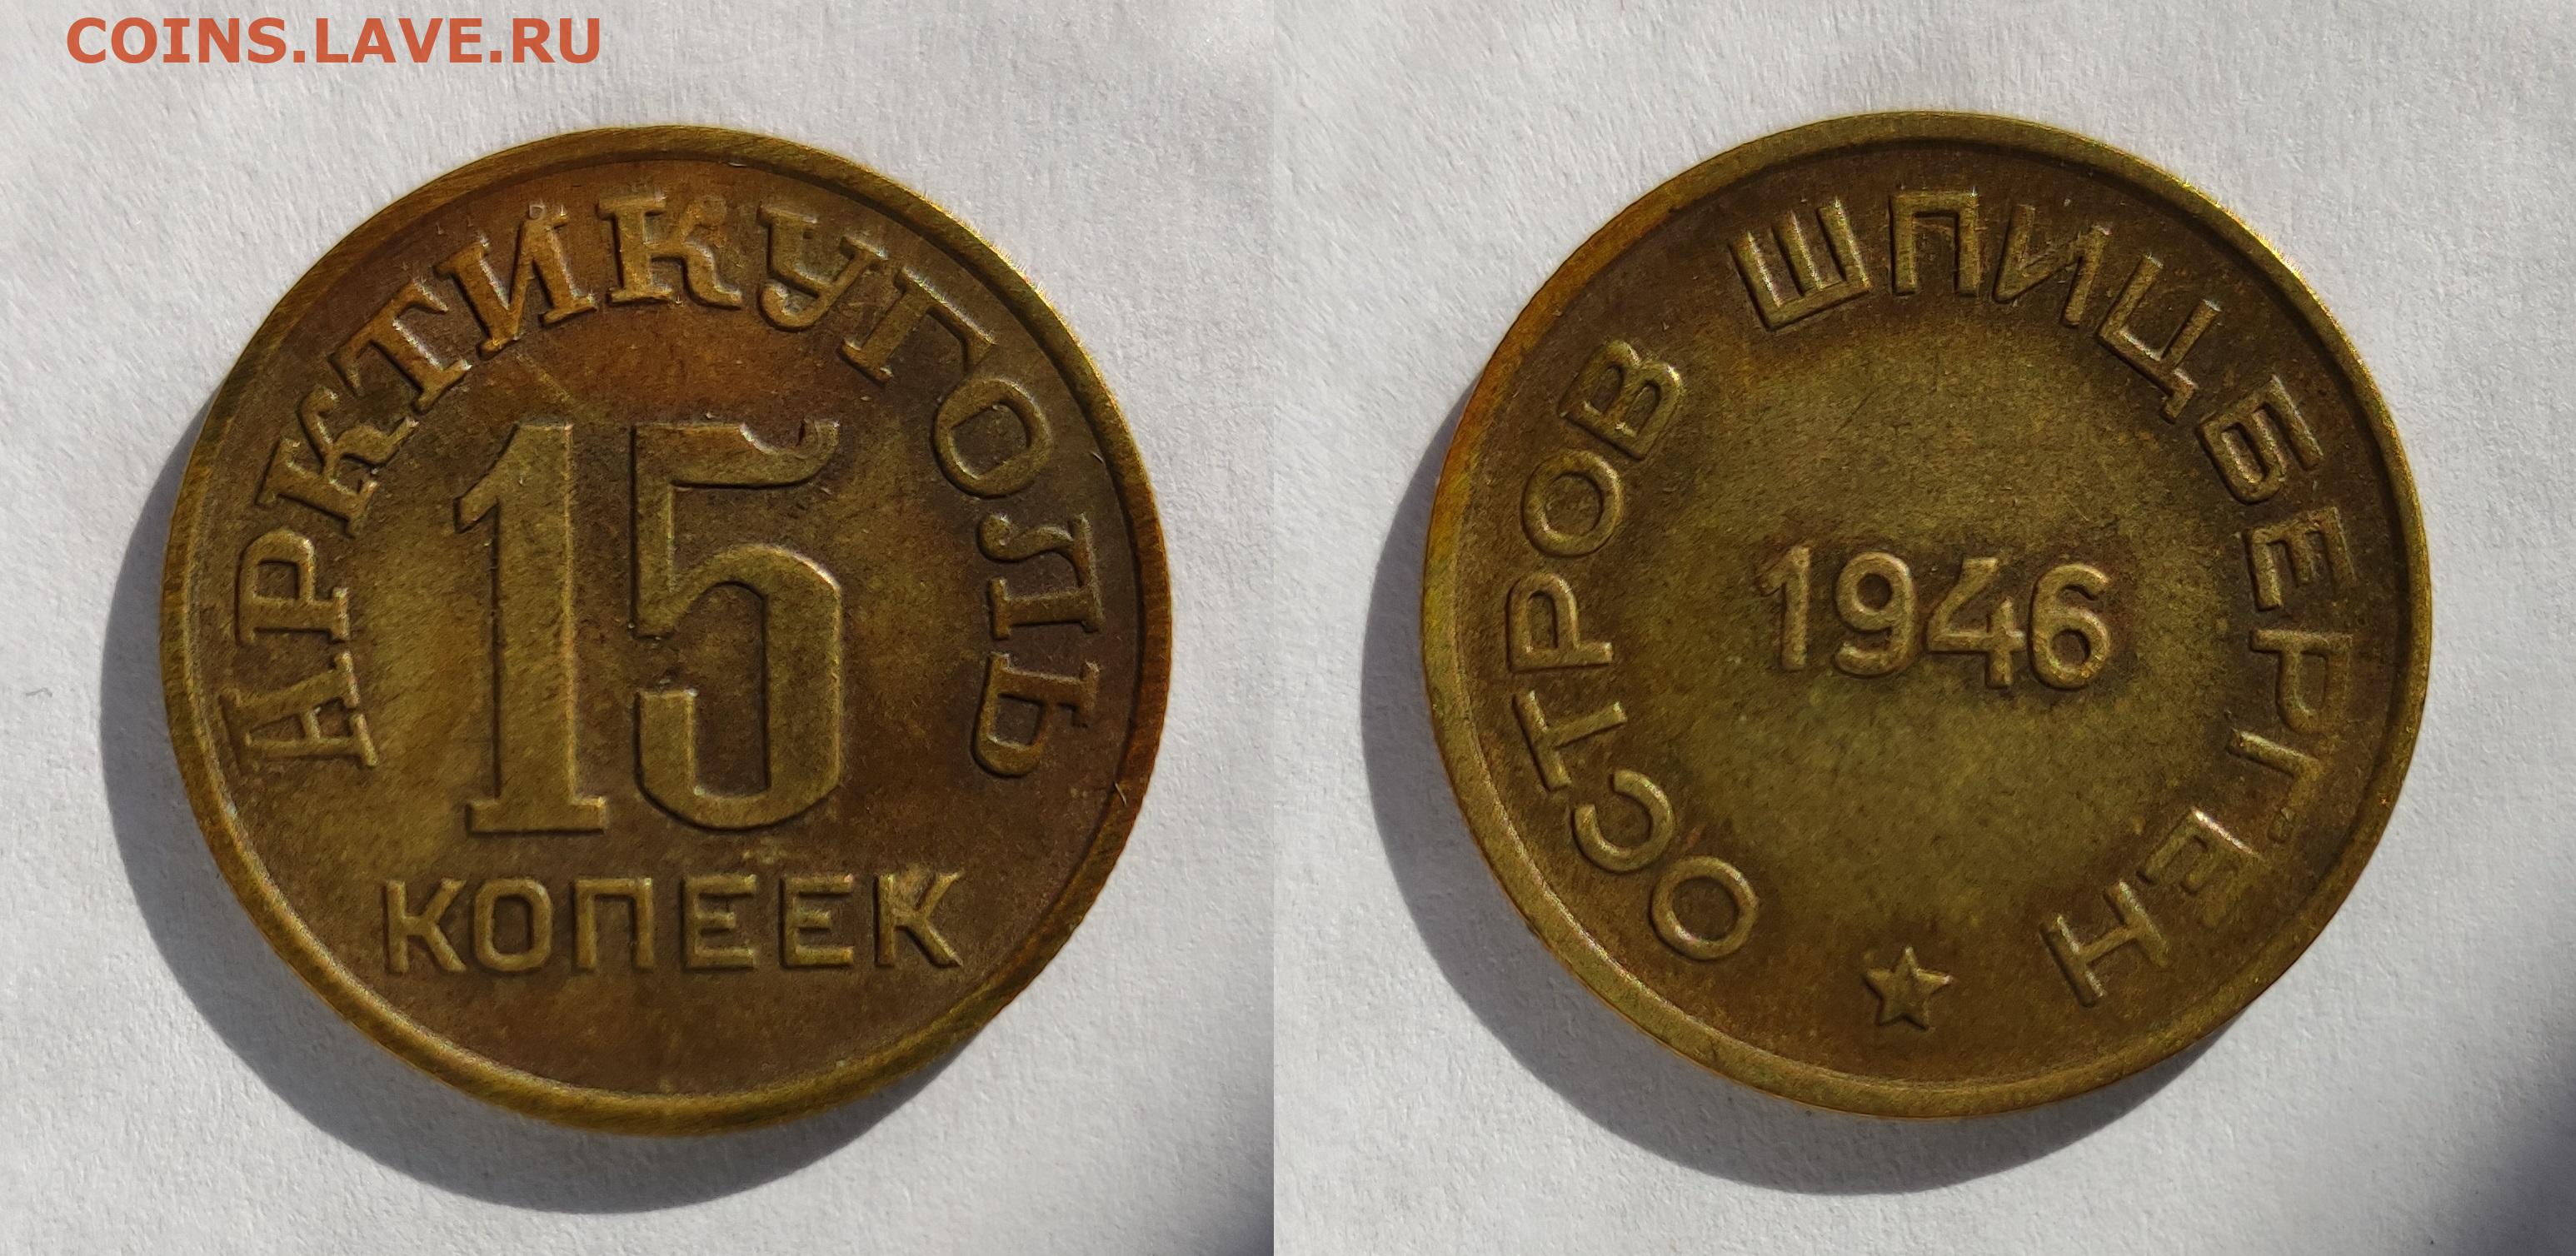 COINS.LAVE.RU
АРКТИКУГОЛЬ
15
КОПЕЕК
ОСТРОВ ШПИЦБЕРГЕН
1946